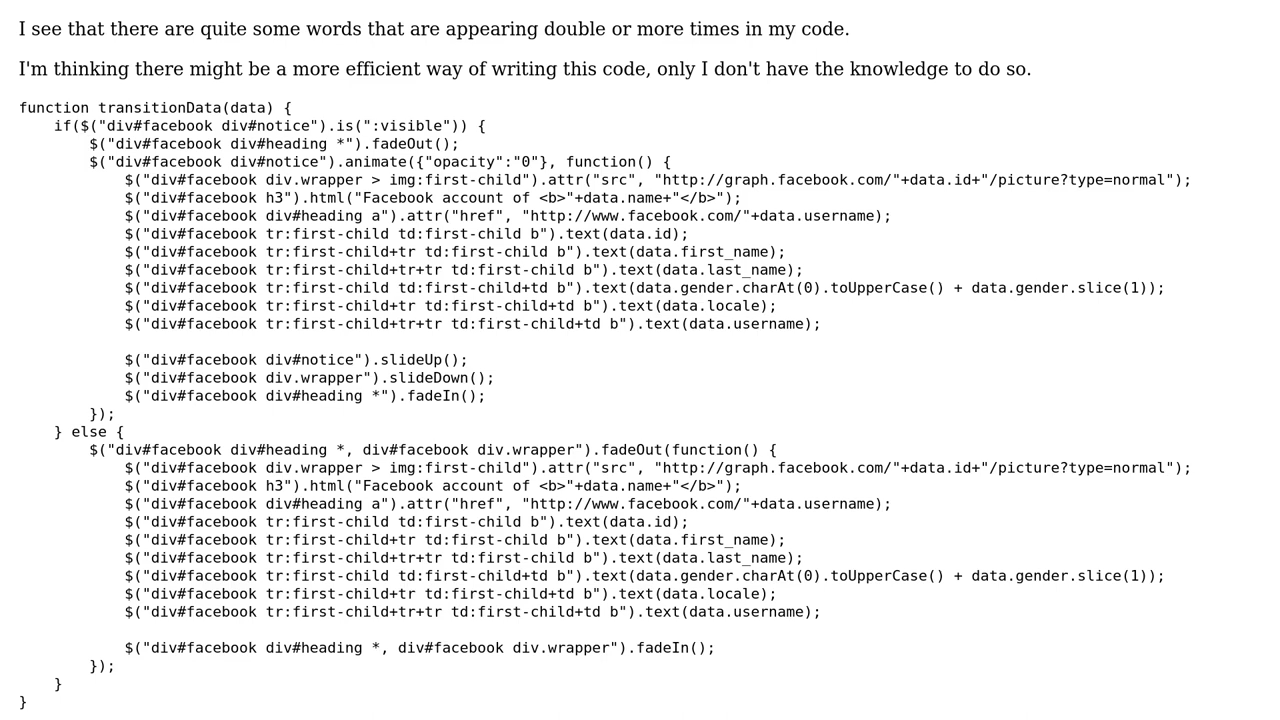 I see that there are quite some words that are appearing double or more times in my code.
I'm thinking there might be a more efficient way of writing this code, only I don't have the knowledge to do so.
function transitionData(data) {
    if($("div#facebook div#notice").is(":visible")) {
        $("div#facebook div#heading *").fadeOut();
        $("div#facebook div#notice").animate({"opacity":"0"}, function() {
            $("div#facebook div.wrapper > img:first-child").attr("src", "http://graph.facebook.com/"+data.id+"/picture?type=normal");
            $("div#facebook h3").html("Facebook account of <b>"+data.name+"</b>");
            $("div#facebook div#heading a").attr("href", "http://www.facebook.com/"+data.username);
            $("div#facebook tr:first-child td:first-child b").text(data.id);
            $("div#facebook tr:first-child+tr td:first-child b").text(data.first_name);
            $("div#facebook tr:first-child+tr+tr td:first-child b").text(data.last_name);
            $("div#facebook tr:first-child td:first-child+td b").text(data.gender.charAt(0).toUpperCase() + data.gender.slice(1));
            $("div#facebook tr:first-child+tr td:first-child+td b").text(data.locale);
            $("div#facebook tr:first-child+tr+tr td:first-child+td b").text(data.username);

            $("div#facebook div#notice").slideUp();
            $("div#facebook div.wrapper").slideDown();
            $("div#facebook div#heading *").fadeIn();
        });
    } else {
        $("div#facebook div#heading *, div#facebook div.wrapper").fadeOut(function() {
            $("div#facebook div.wrapper > img:first-child").attr("src", "http://graph.facebook.com/"+data.id+"/picture?type=normal");
            $("div#facebook h3").html("Facebook account of <b>"+data.name+"</b>");
            $("div#facebook div#heading a").attr("href", "http://www.facebook.com/"+data.username);
            $("div#facebook tr:first-child td:first-child b").text(data.id);
            $("div#facebook tr:first-child+tr td:first-child b").text(data.first_name);
            $("div#facebook tr:first-child+tr+tr td:first-child b").text(data.last_name);
            $("div#facebook tr:first-child td:first-child+td b").text(data.gender.charAt(0).toUpperCase() + data.gender.slice(1));
            $("div#facebook tr:first-child+tr td:first-child+td b").text(data.locale);
            $("div#facebook tr:first-child+tr+tr td:first-child+td b").text(data.username);

            $("div#facebook div#heading *, div#facebook div.wrapper").fadeIn();
        });
    }
}